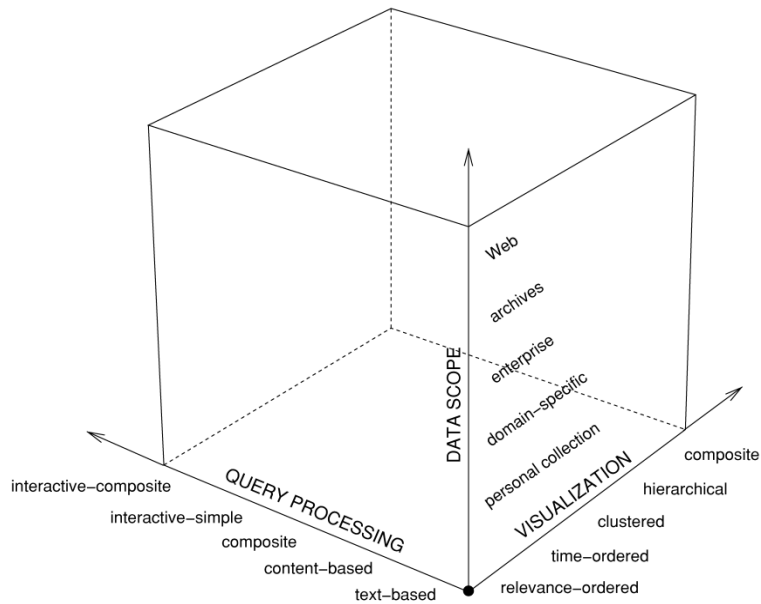 Web
archives
enterprise
domain-specific
personal collection
DATA SCOPE
QUERY PROCESSING
interactive-composite
interactive-simple
composite
content-based
text-based
VISUALIZATION
composite
hierarchical
clustered
time-ordered
relevance-ordered